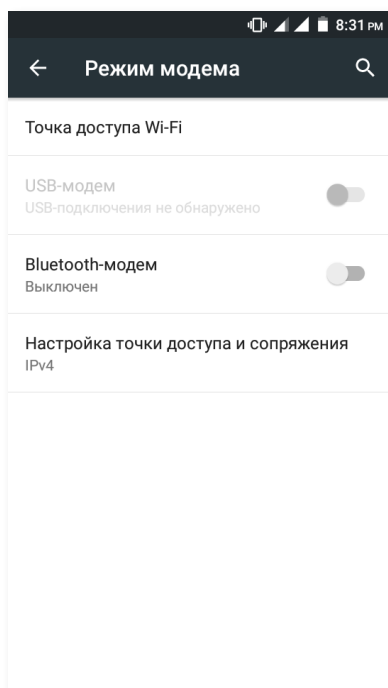 8:31 PM
Режим модема
Точка доступа Wi-Fi
USB-модем
USB-подключения не обнаружено
Bluetooth-модем
Выключен
Настройка точки доступа и сопряжения
IPv4